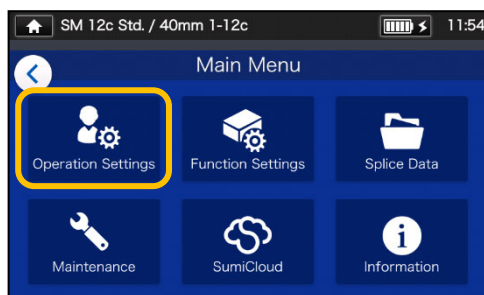 SM 12c Std. / 40mm 1-12c 11:54
Main Menu
Operation Settings Function Settings Splice Data
Maintenance SumiCloud Information